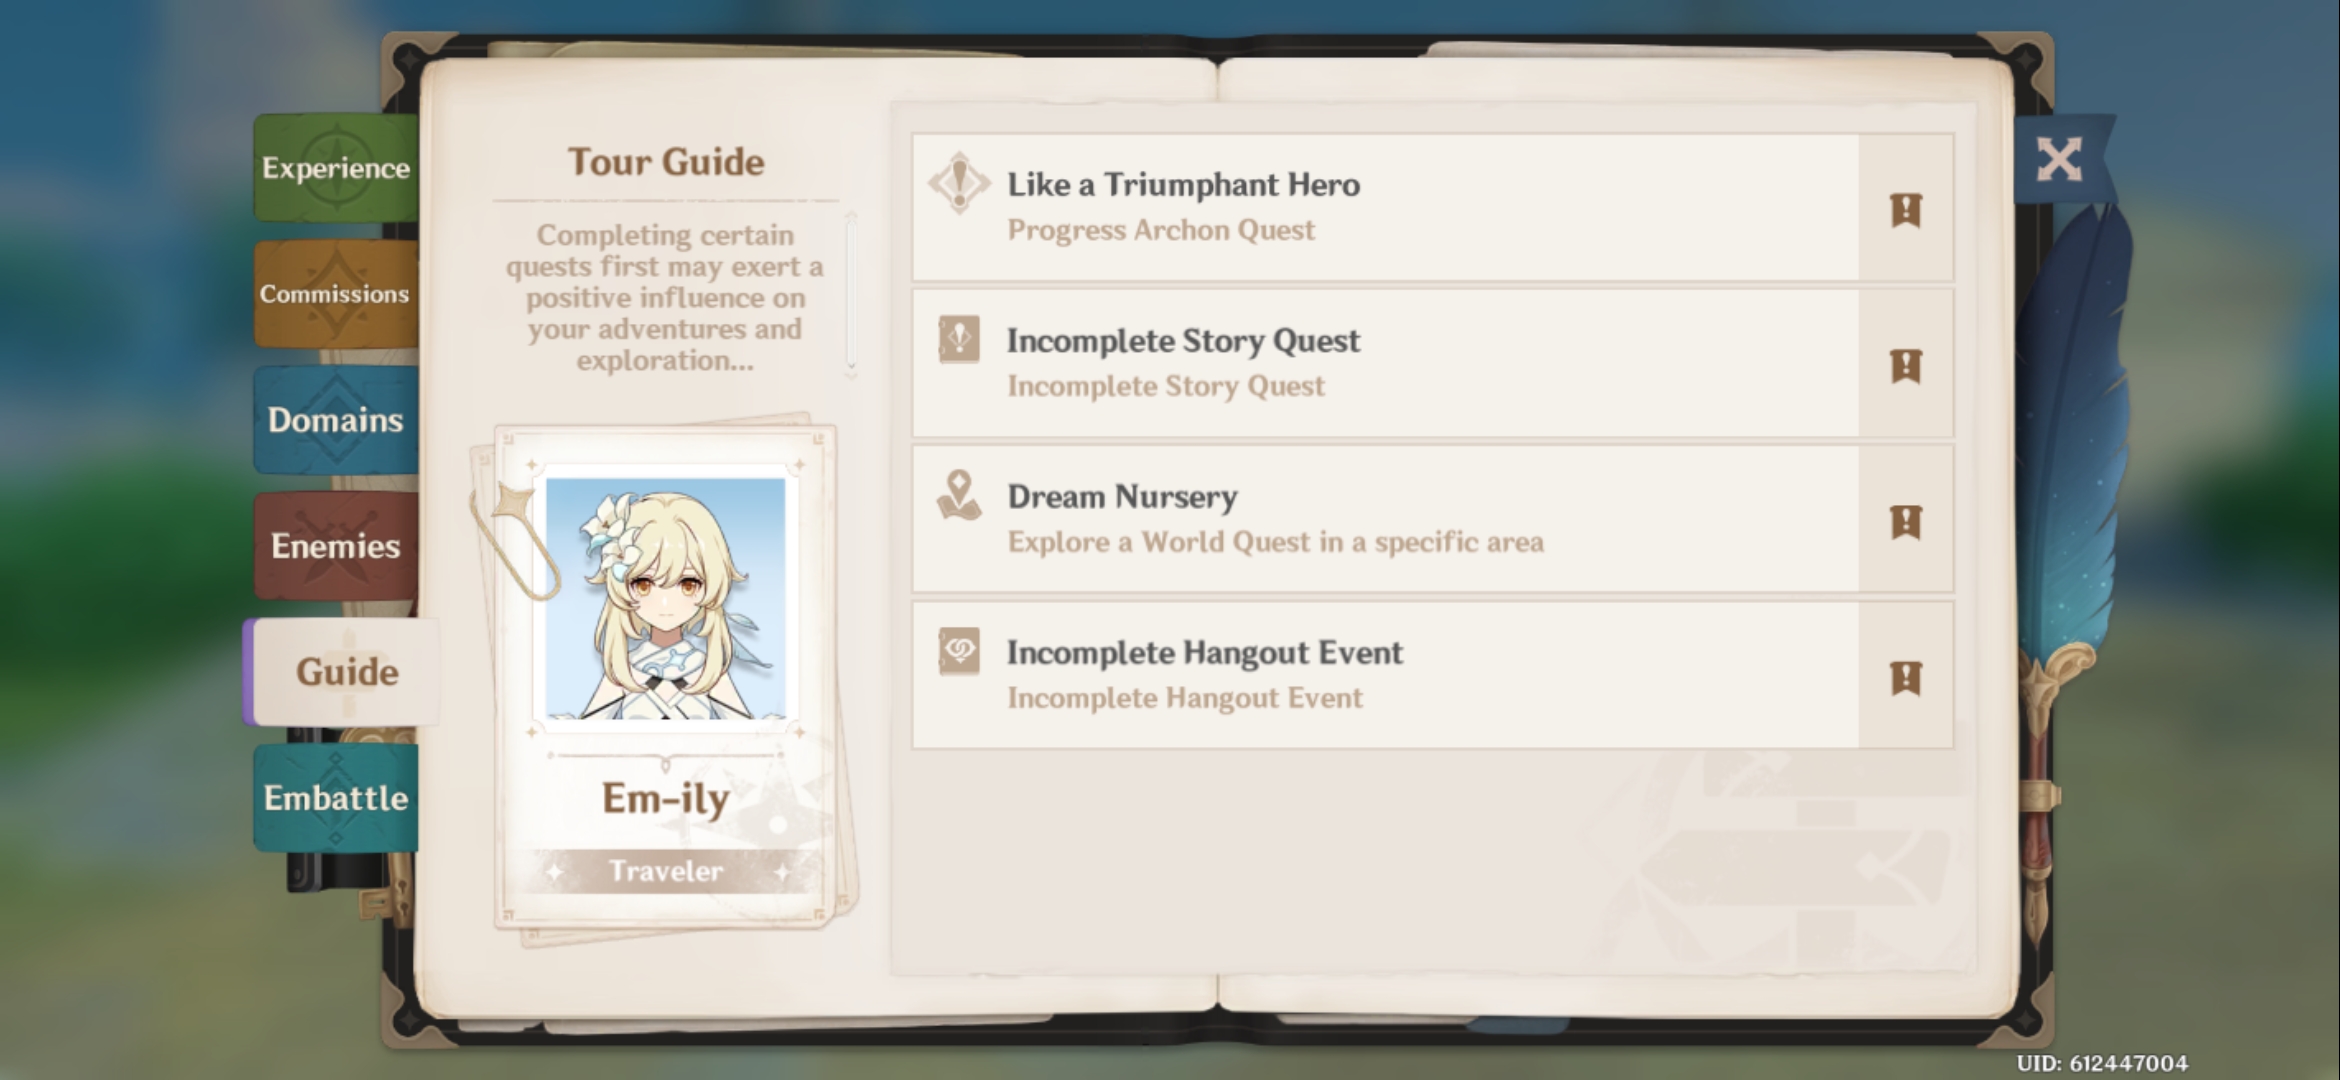 Experience
Commissions
Domains
Enemies
Guide
Embattle
Tour Guide
Completing certain
quests first may exert a
positive influence on
your adventures and
exploration...
Em-ily
Traveler
Like a Triumphant Hero
Progress Archon Quest
Incomplete Story Quest
Incomplete Story Quest
Dream Nursery
Explore a World Quest in a specific area
Incomplete Hangout Event
Incomplete Hangout Event
UID: 612447004